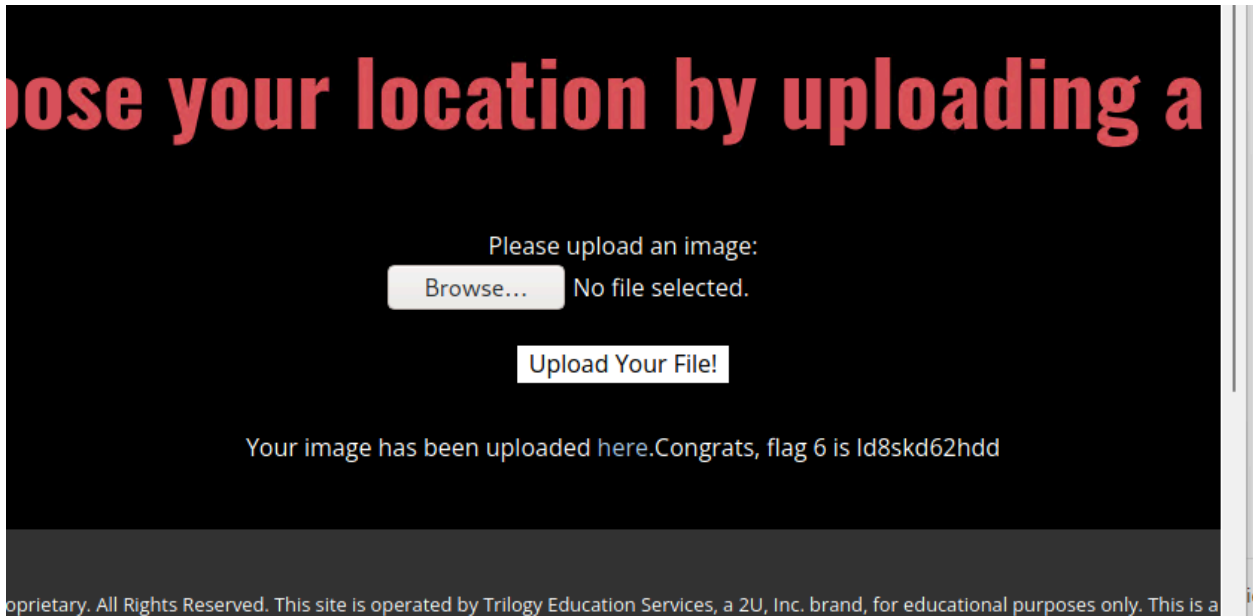 oose your location by uploading a
Please upload an image:
Browse... No file selected.
Upload Your File!
Your image has been uploaded here.Congrats, flag 6 is ld8skd62hdd
oprietary. All Rights Reserved. This site is operated by Trilogy Education Services, a 2U, Inc. brand, for educational purposes only. This is a